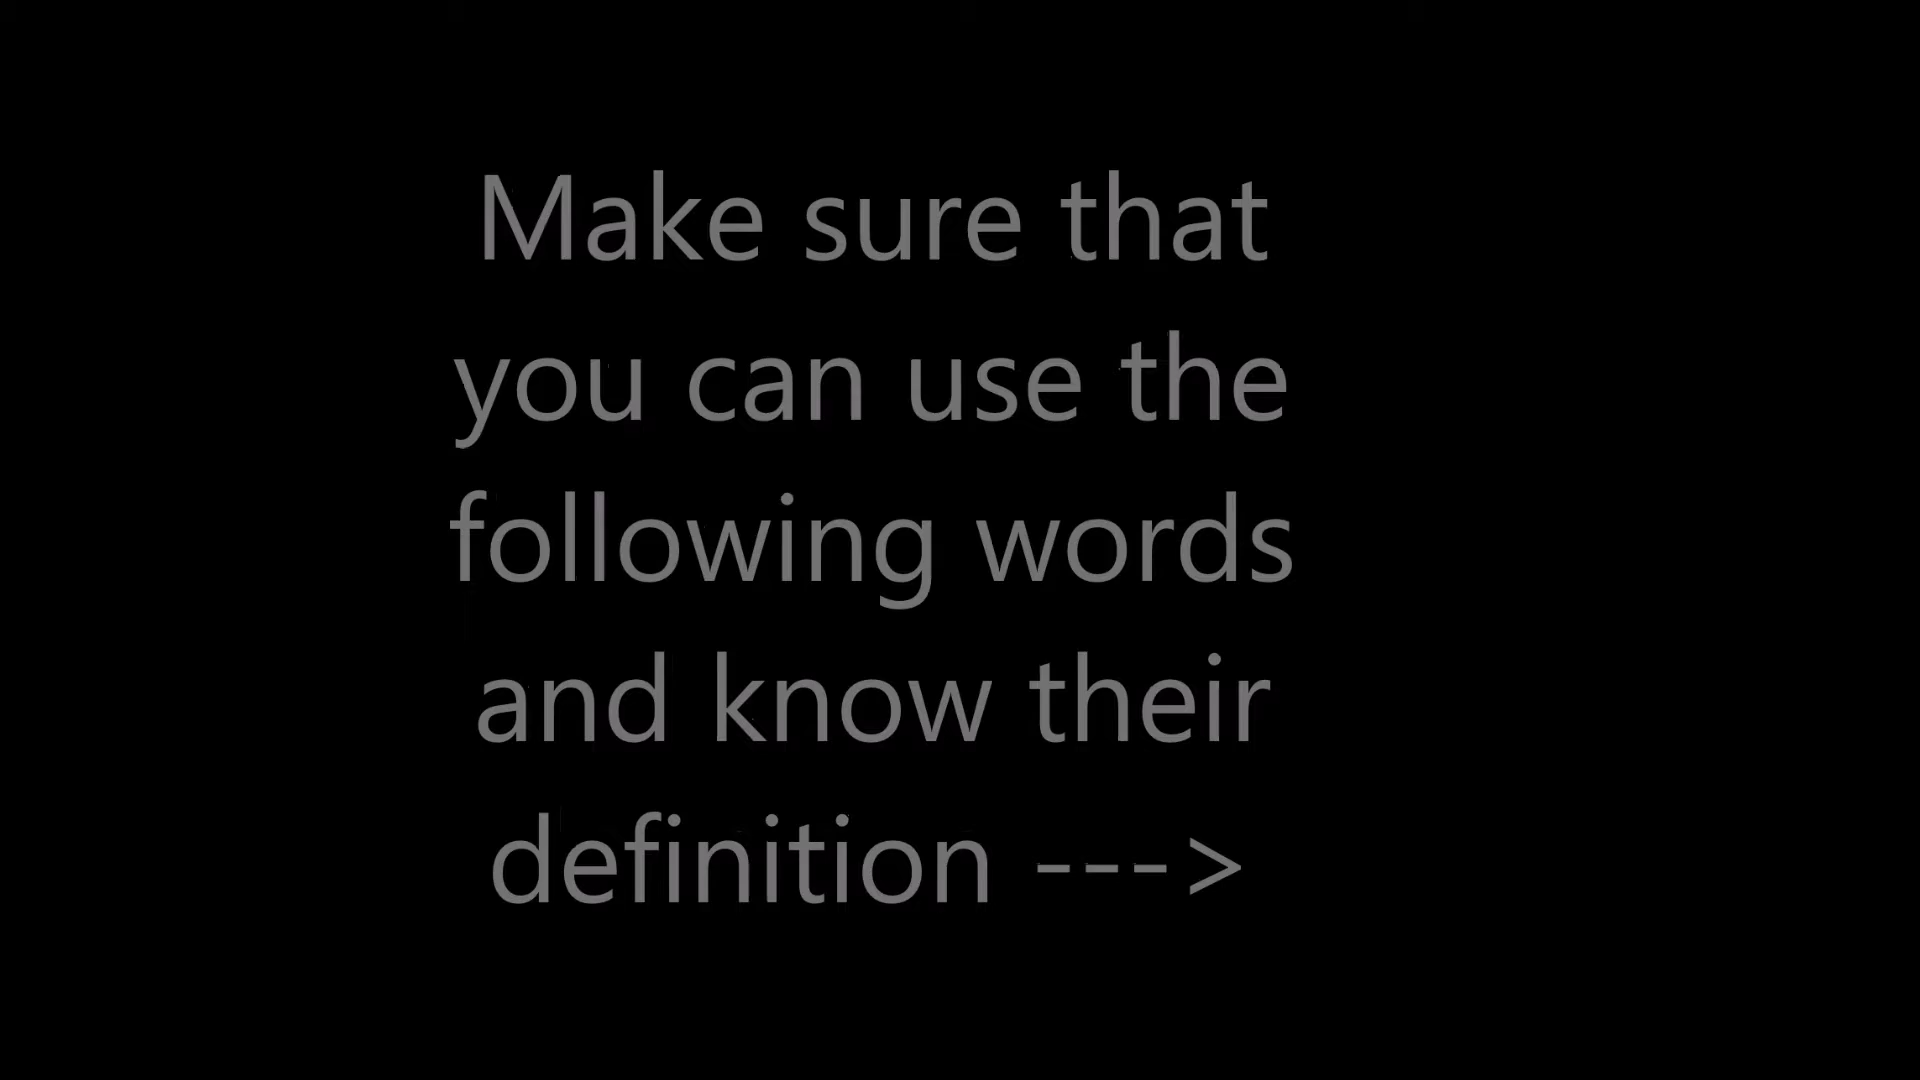 Make sure that
you can use the
following words
and know their
definition --->